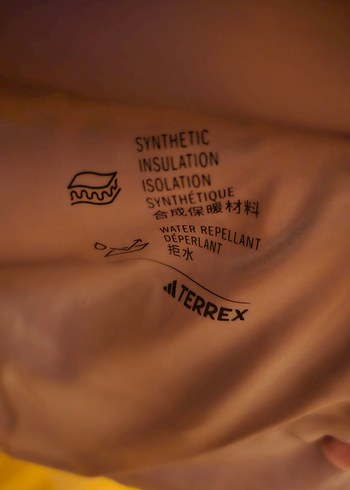 SYNTHETIC
INSULATION
ISOLATION
SYNTHÉTIQUE
合成保暖材料
WATER REPELLANT
DÉPERLANT
拒水
TERREX